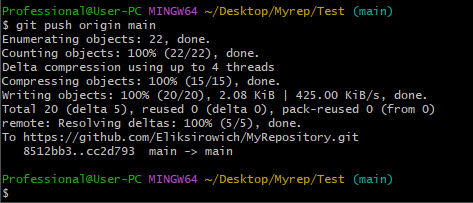 Professional@User-PC MINGW64 ~/Desktop/Myrep/Test (main)
$ git push origin main
Enumerating objects: 22, done.
Counting objects: 100% (22/22), done.
Delta compression using up to 4 threads
Compressing objects: 100% (15/15), done.
Writing objects: 100% (20/20), 2.08 KiB | 425.00 KiB/s, done.
Total 20 (delta 5), reused 0 (delta 0), pack-reused 0 (from 0)
remote: Resolving deltas: 100% (5/5), done.
To https://github.com/Eliksirowich/MyRepository.git
   8512bb3..cc2d793  main -> main
Professional@User-PC MINGW64 ~/Desktop/Myrep/Test (main)
$